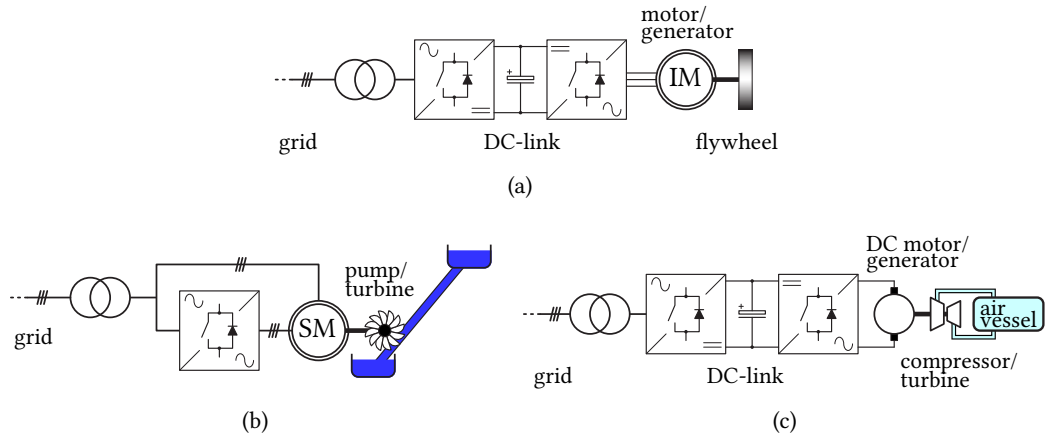 motor/
generator
IM
grid
DC-link
flywheel
(a)
pump/
turbine
SM
grid
(b)
DC motor/
generator
air
vessel
compressor/
turbine
grid
DC-link
(c)